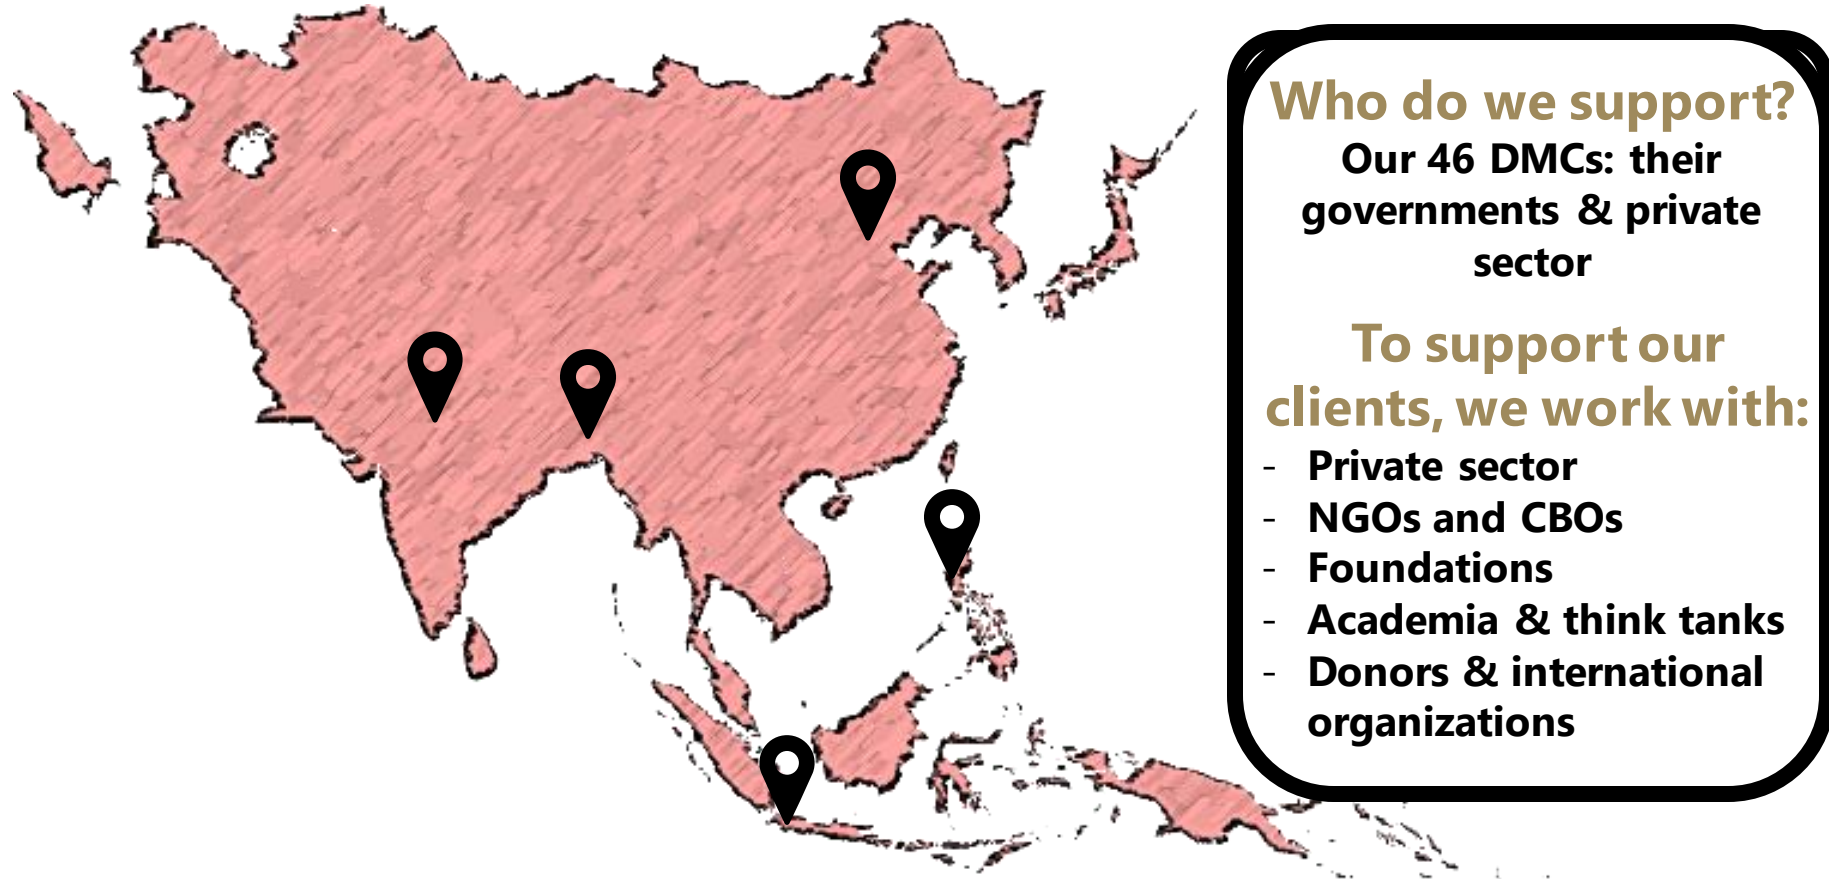 Who do we support?
Our 46 DMCs: their
governments & private
sector
To support our
clients, we work with:
- Private sector
- NGOs and CBOs
- Foundations
- Academia & think tanks
- Donors & international
organizations